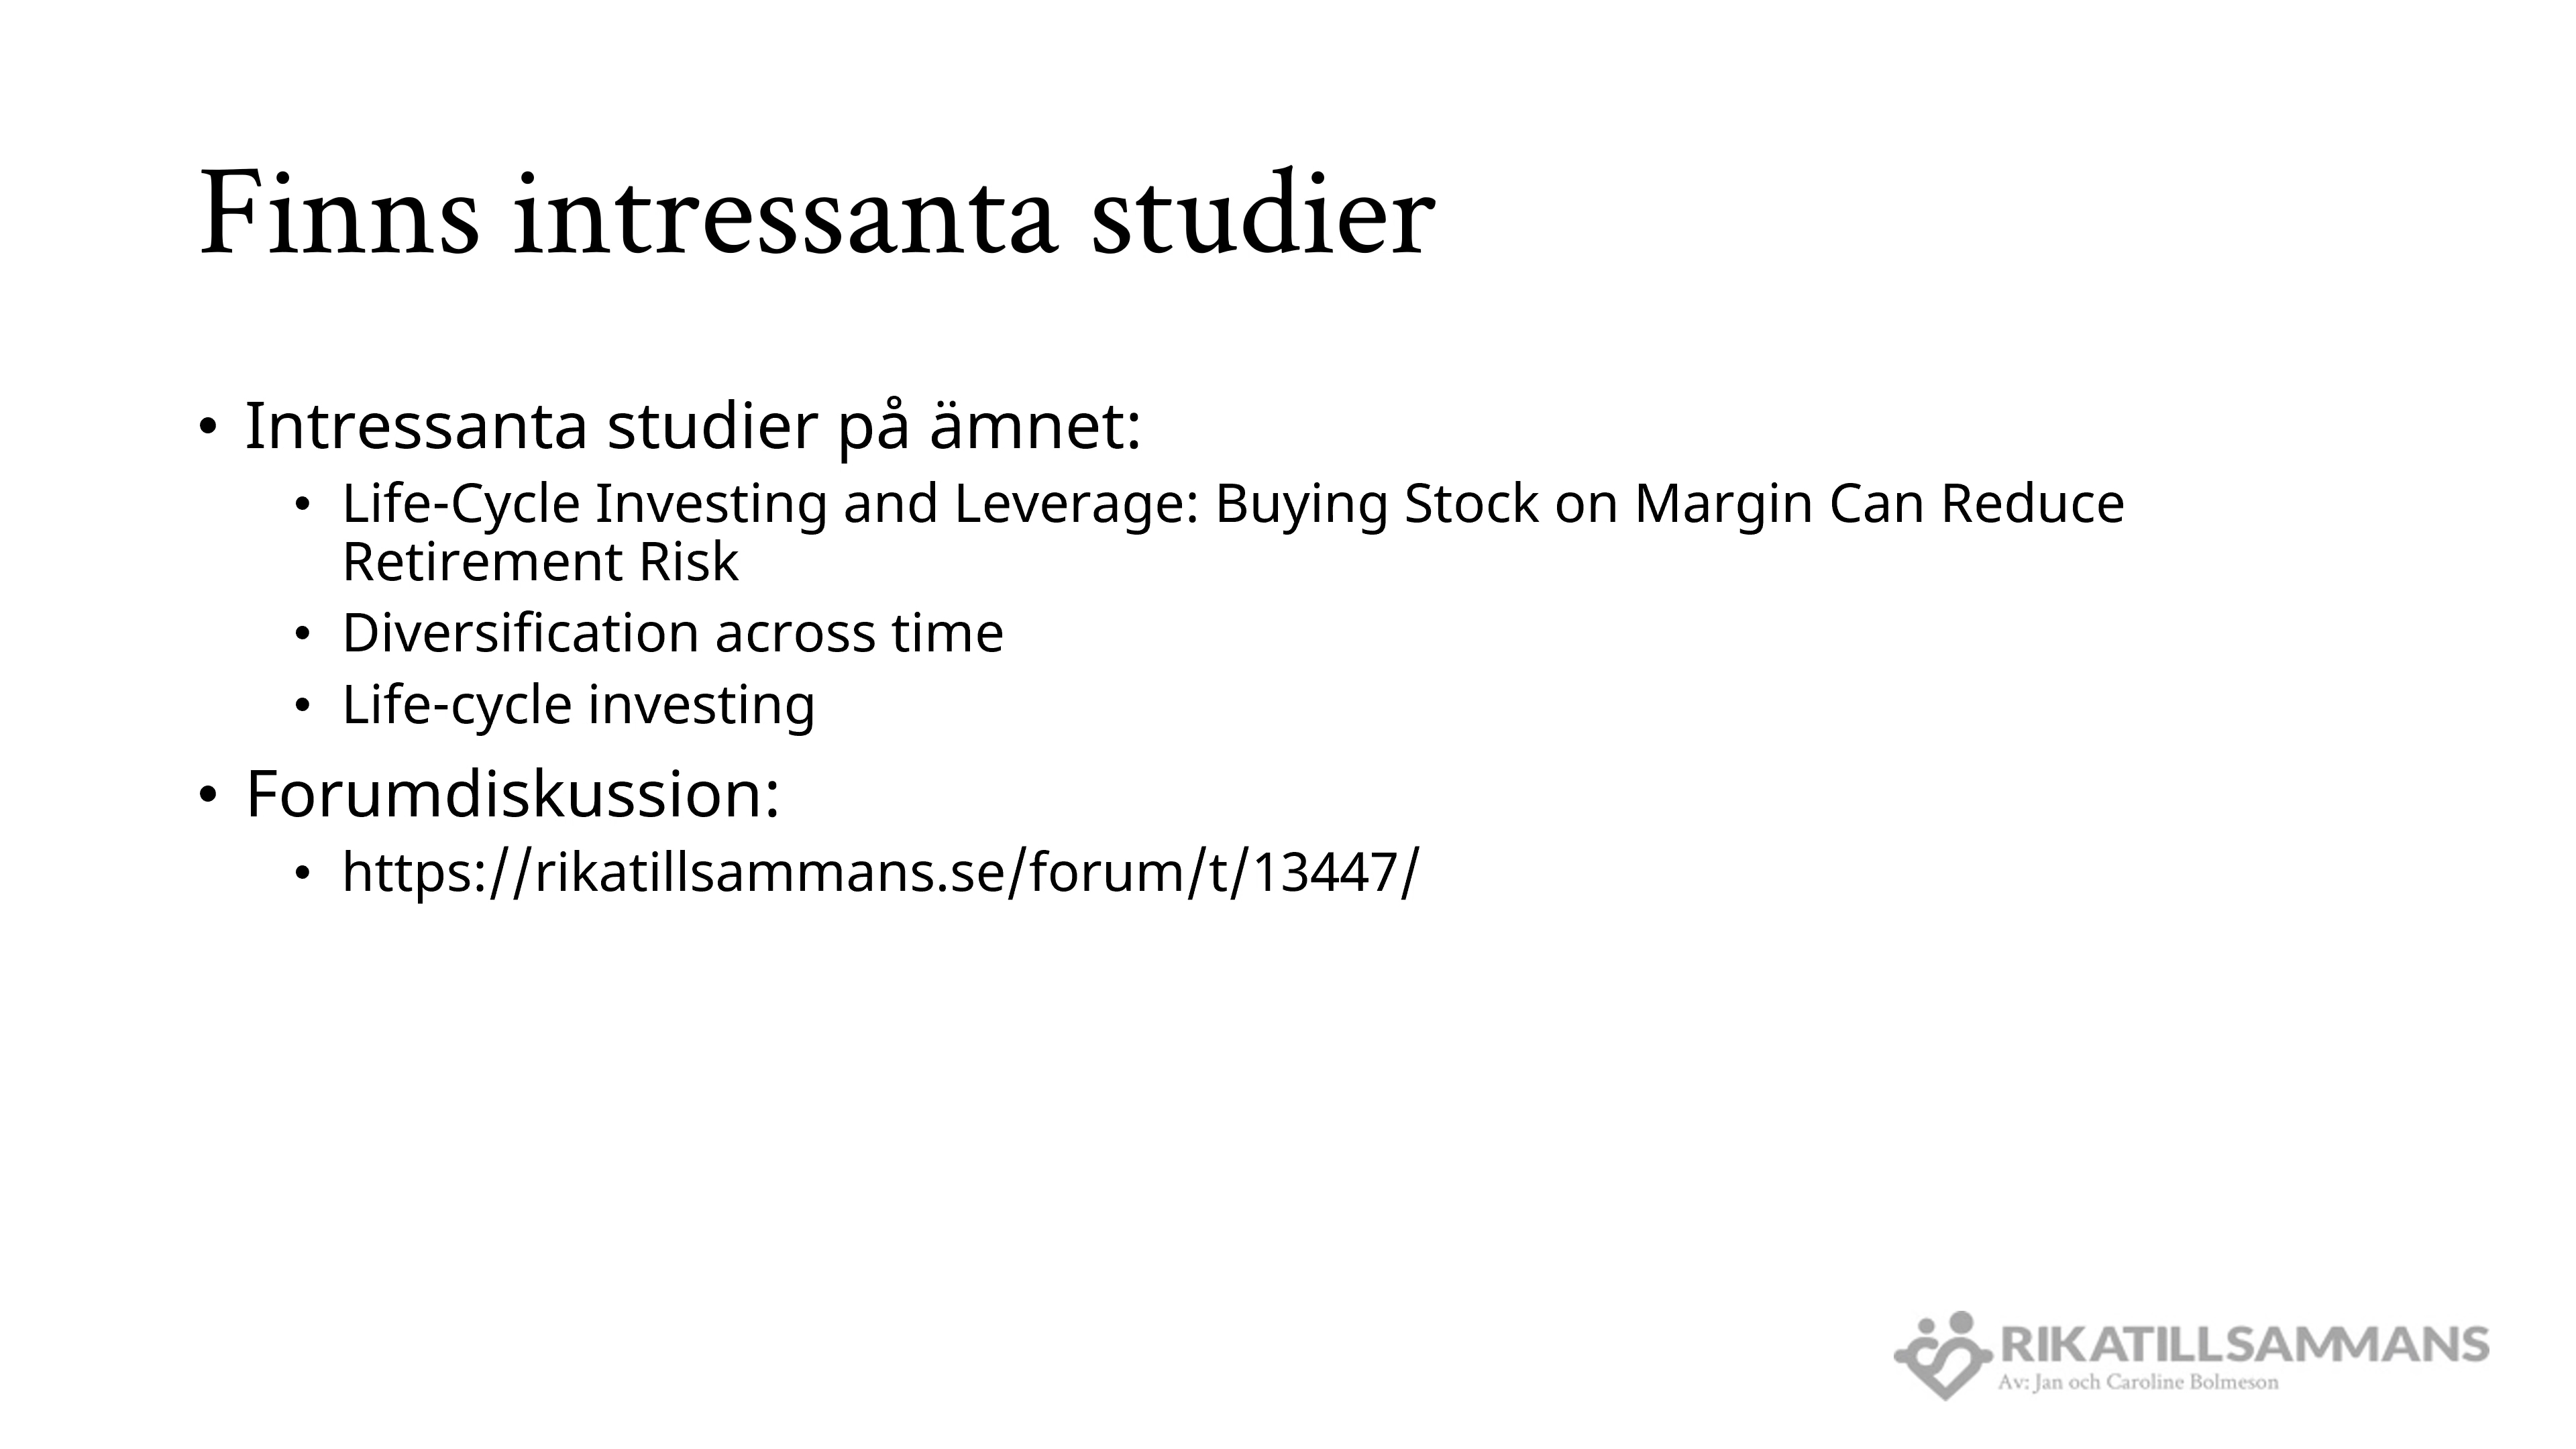 Finns intressanta studier
• Intressanta studier på ämnet:
• Life-Cycle Investing and Leverage: Buying Stock on Margin Can Reduce
Retirement Risk
• Diversification across time
• Life-cycle investing
• Forumdiskussion:
• https://rikatillsammans.se/forum/t/13447/
RIKATILLSAMMANS
Av: Jan och Caroline Bolmeson